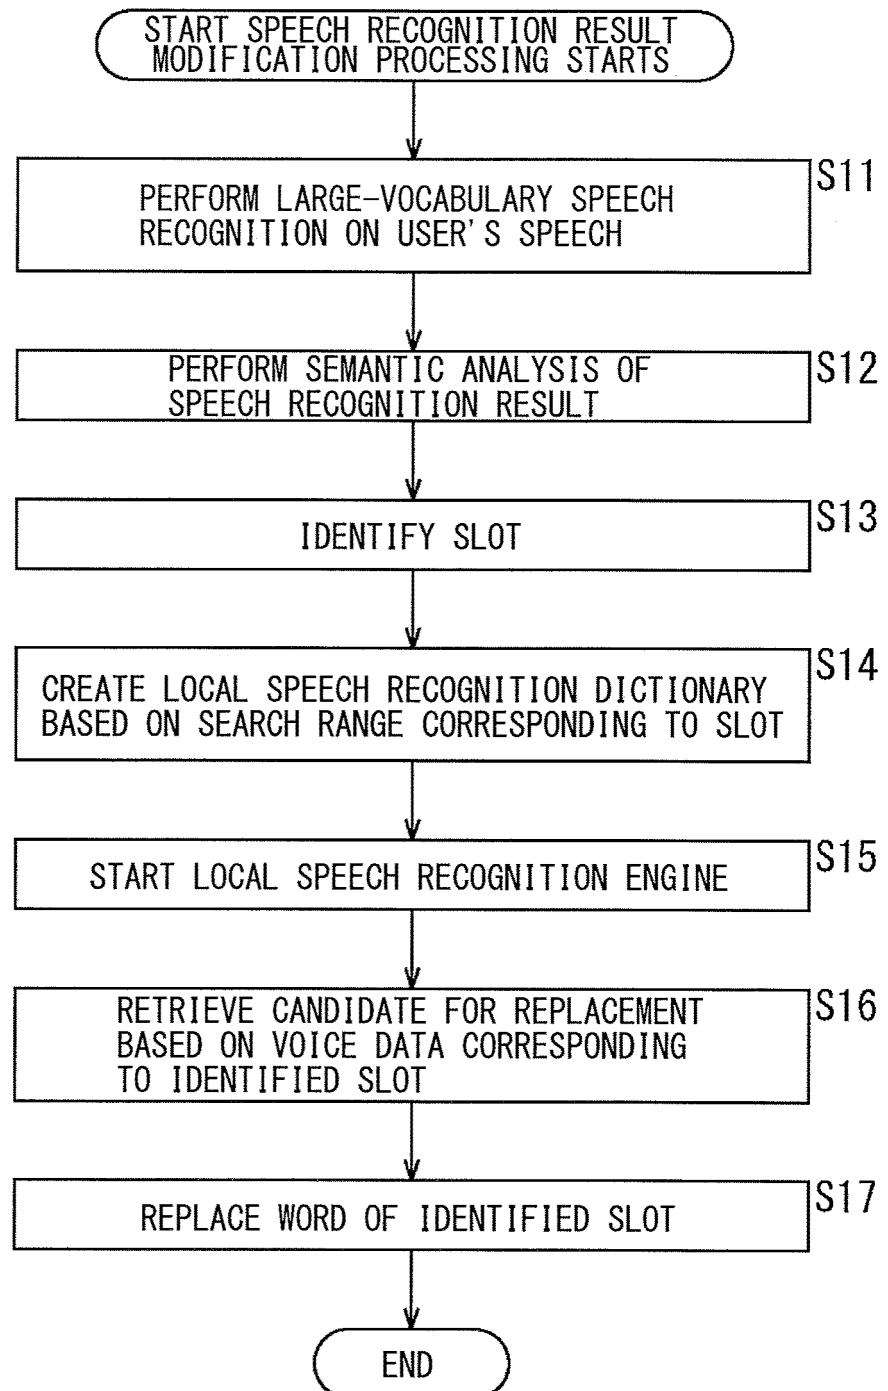 START SPEECH RECOGNITION RESULT
MODIFICATION PROCESSING STARTS
S11
PERFORM LARGE-VOCABULARY SPEECH
RECOGNITION ON USER'S SPEECH
S12
PERFORM SEMANTIC ANALYSIS OF
SPEECH RECOGNITION RESULT
S13
IDENTIFY SLOT
S14
CREATE LOCAL SPEECH RECOGNITION DICTIONARY
BASED ON SEARCH RANGE CORRESPONDING TO SLOT
S15
START LOCAL SPEECH RECOGNITION ENGINE
S16
RETRIEVE CANDIDATE FOR REPLACEMENT
BASED ON VOICE DATA CORRESPONDING
TO IDENTIFIED SLOT
S17
REPLACE WORD OF IDENTIFIED SLOT
END